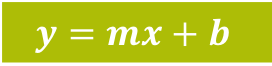 y = mx + b